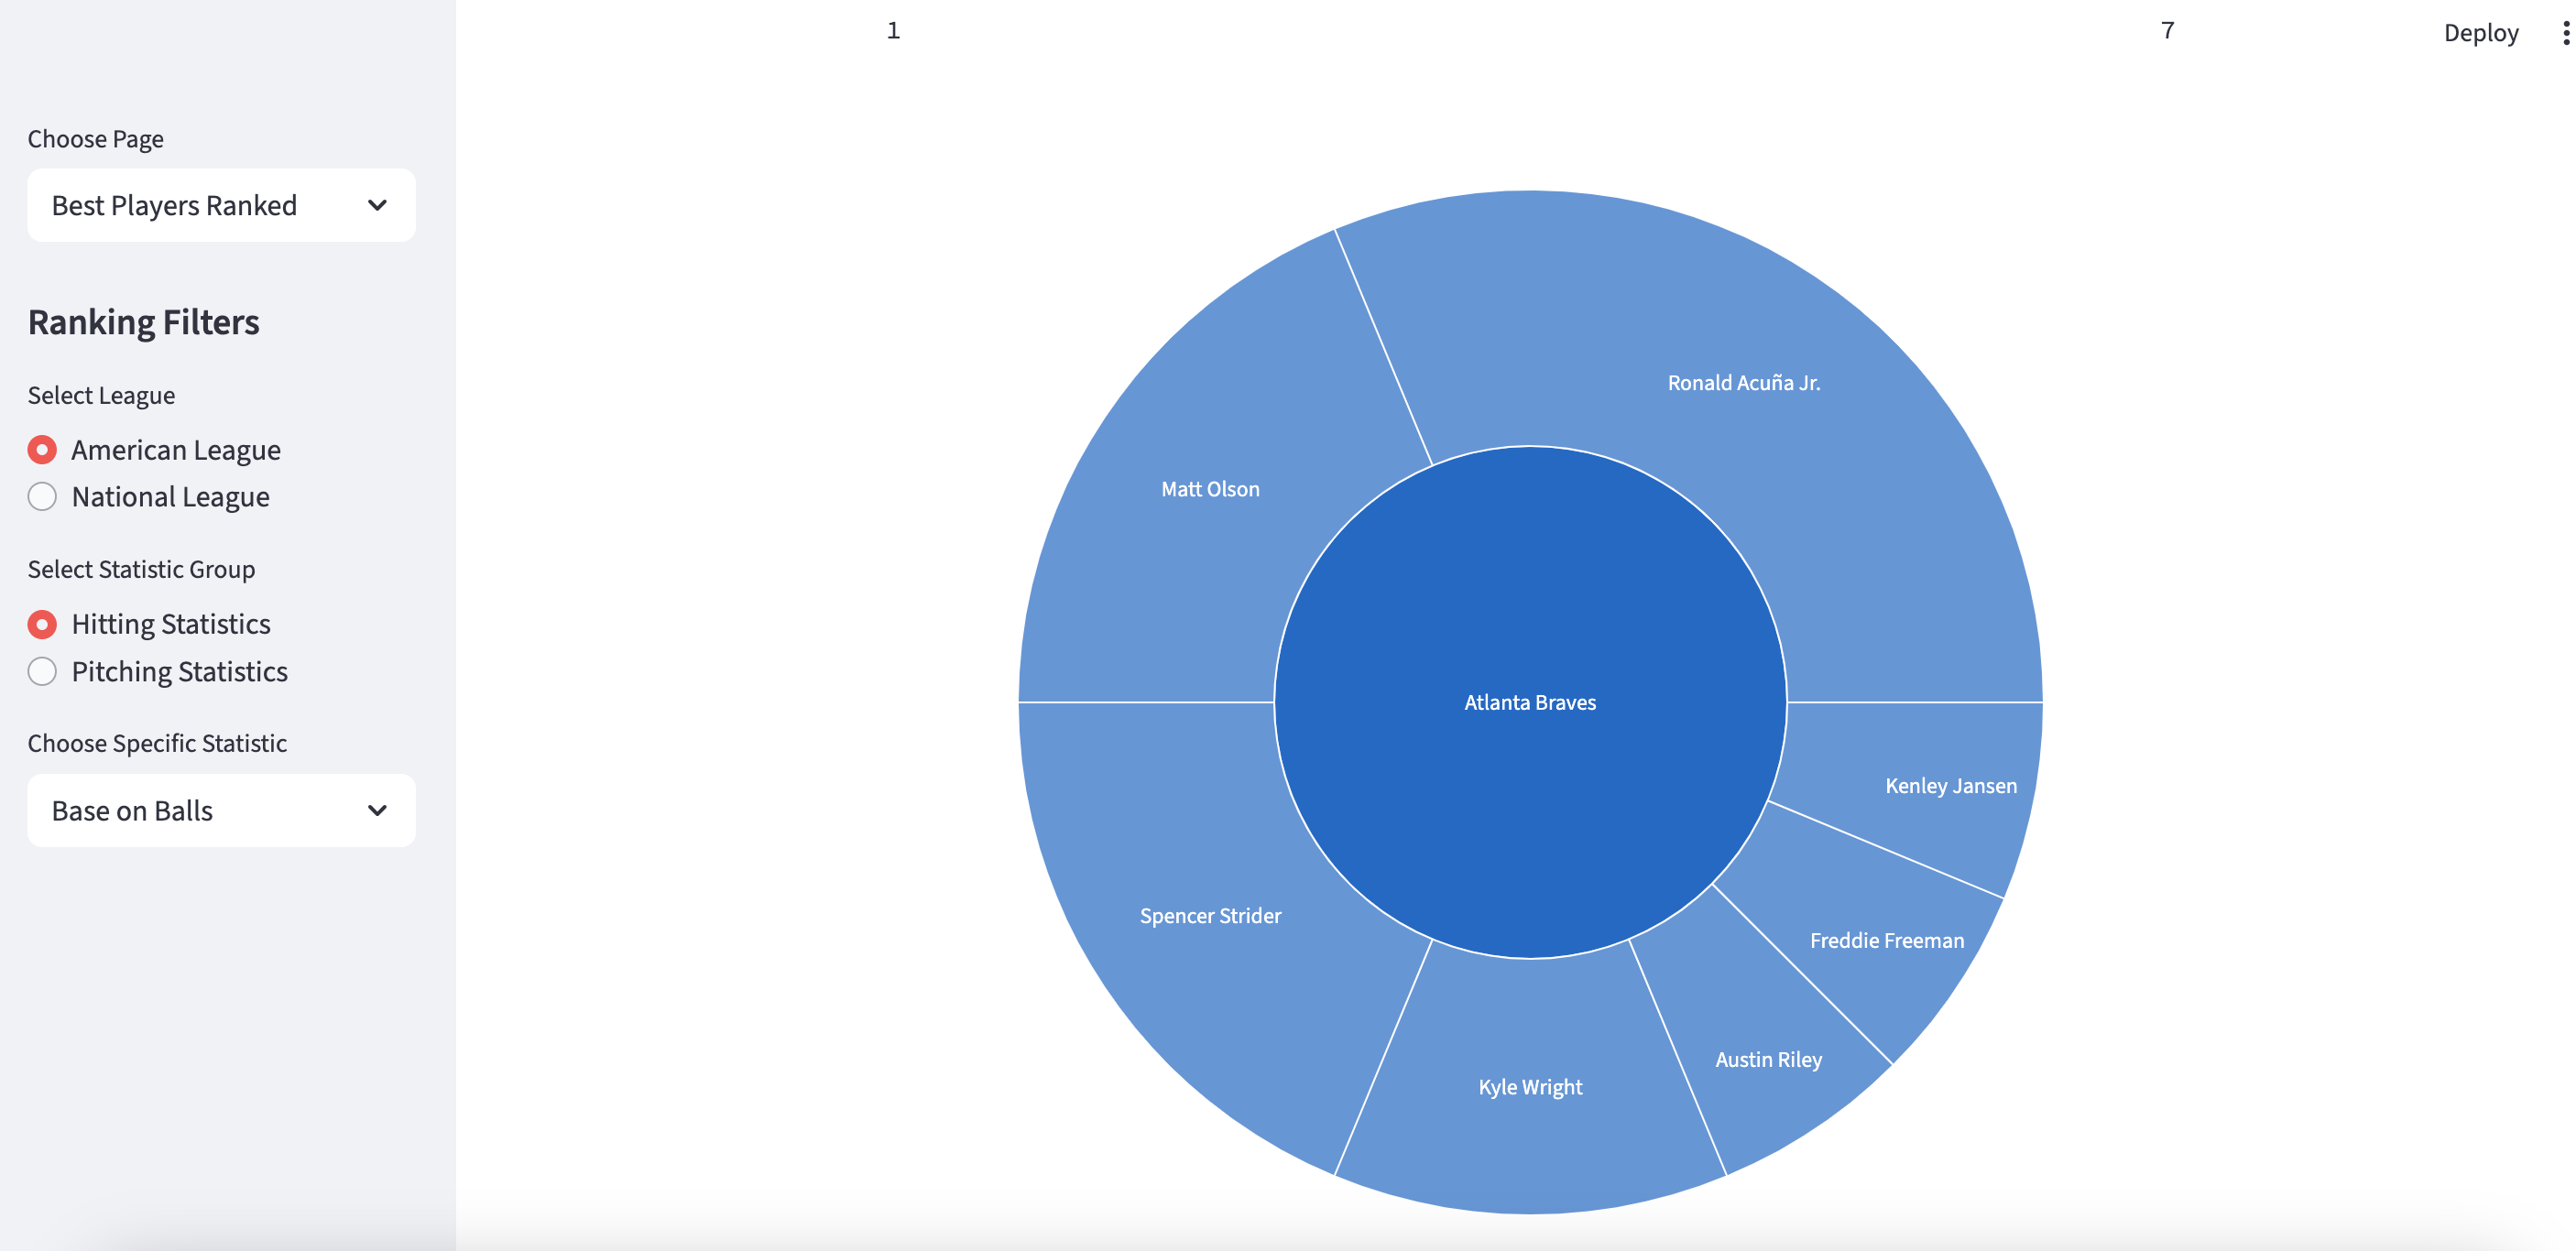 1
7
Deploy
Choose Page
Best Players Ranked
Ranking Filters
Select League
American League
National League
Select Statistic Group
Hitting Statistics
Pitching Statistics
Choose Specific Statistic
Base on Balls
Ronald Acuña Jr.
Matt Olson
Atlanta Braves
Kenley Jansen
Spencer Strider
Freddie Freeman
Austin Riley
Kyle Wright